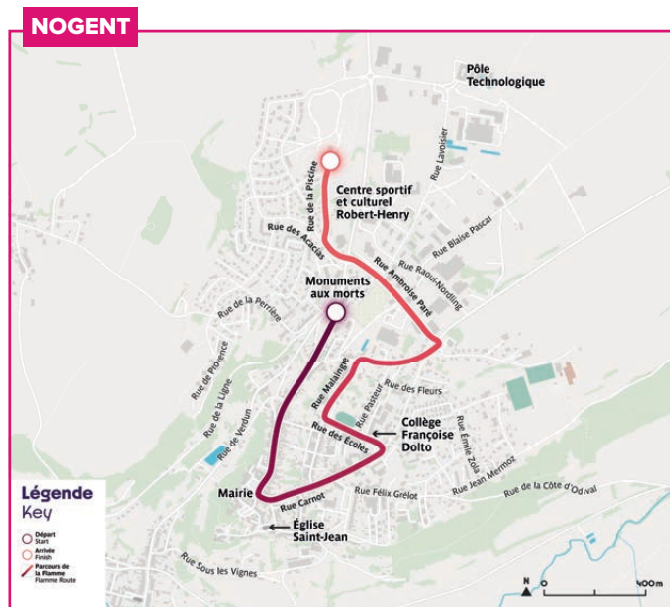 NOGENT
Pôle
Technologique
Rue Lavoisier
Rue de la Piscine
Centre sportif
et culturel
Robert-Henry
Rue Blaise Pascal
Rue des Acacias
Rue Raoul-Nordling
Rue Ambroise Paré
Monuments
aux morts
Rue de la Perrière
Rue de Provence
Rue de la Ligne
Rue de Verdun
Rue Malaingre
Rue Pasteur
Rue des Fleurs
Rue des Écoles
Collège
Françoise
Dolto
Rue Émile Zola
Rue Jean Mermoz
Mairie
Rue Carnot
Rue Félix Grélot
Rue de la Côte d'Odival
Église
Saint-Jean
Rue Sous les Vignes
Légende
Key
Départ
Start
Arrivée
Finish
Parcours de
la Flamme
Flamme Route
N
0
400 m